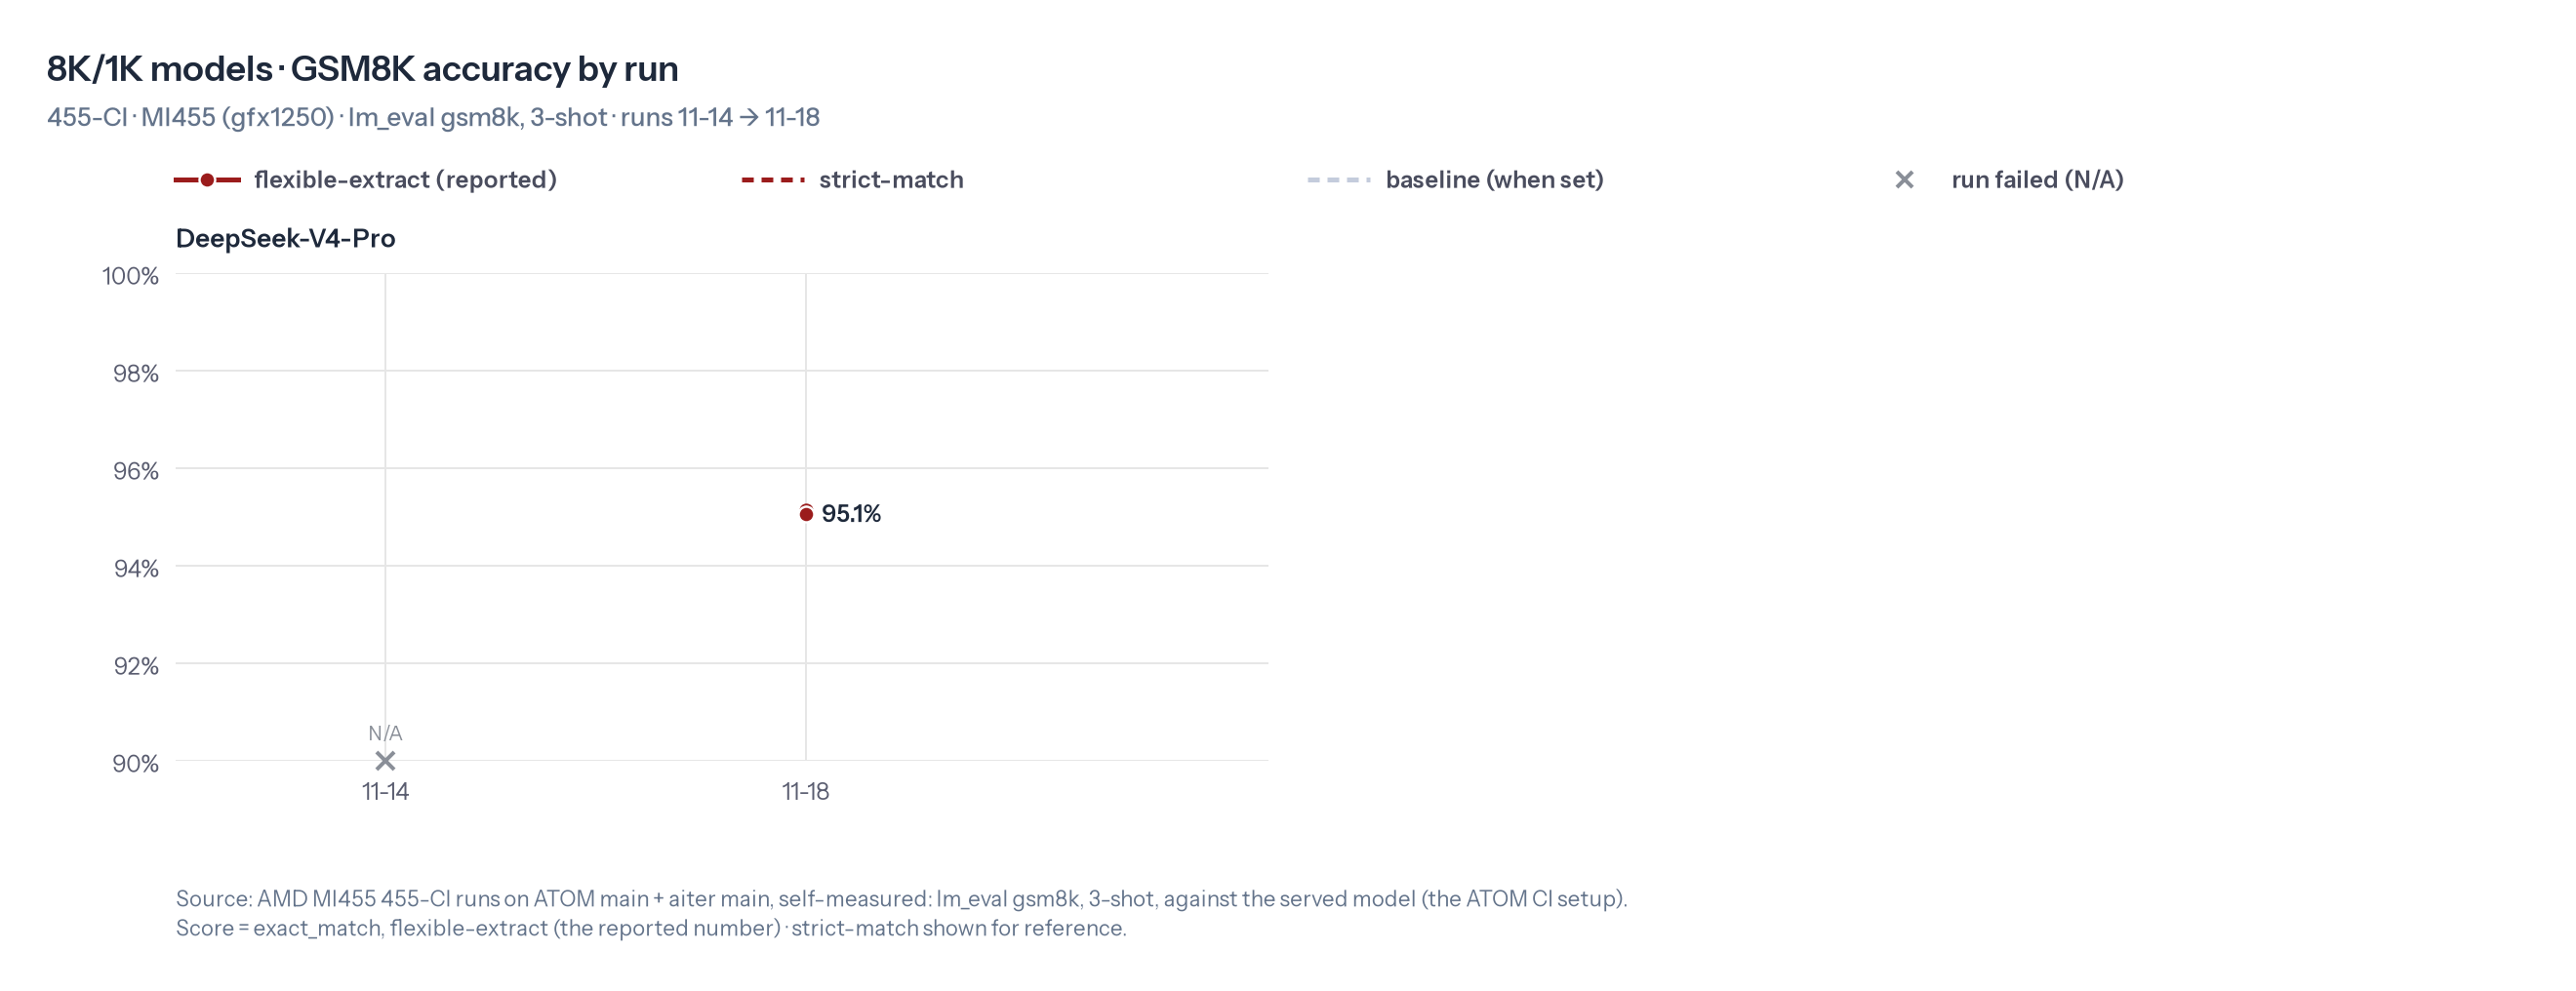 8K/1K models · GSM8K accuracy by run
455-CI · MI455 (gfx1250) · lm_eval gsm8k, 3-shot · runs 11-14 → 11-18
flexible-extract (reported)
strict-match
baseline (when set)
run failed (N/A)
DeepSeek-V4-Pro
100%
98%
96%
95.1%
94%
92%
N/A
90%
11-14
11-18
Source: AMD MI455 455-CI runs on ATOM main + aiter main, self-measured: lm_eval gsm8k, 3-shot, against the served model (the ATOM CI setup).
Score = exact_match, flexible-extract (the reported number) · strict-match shown for reference.